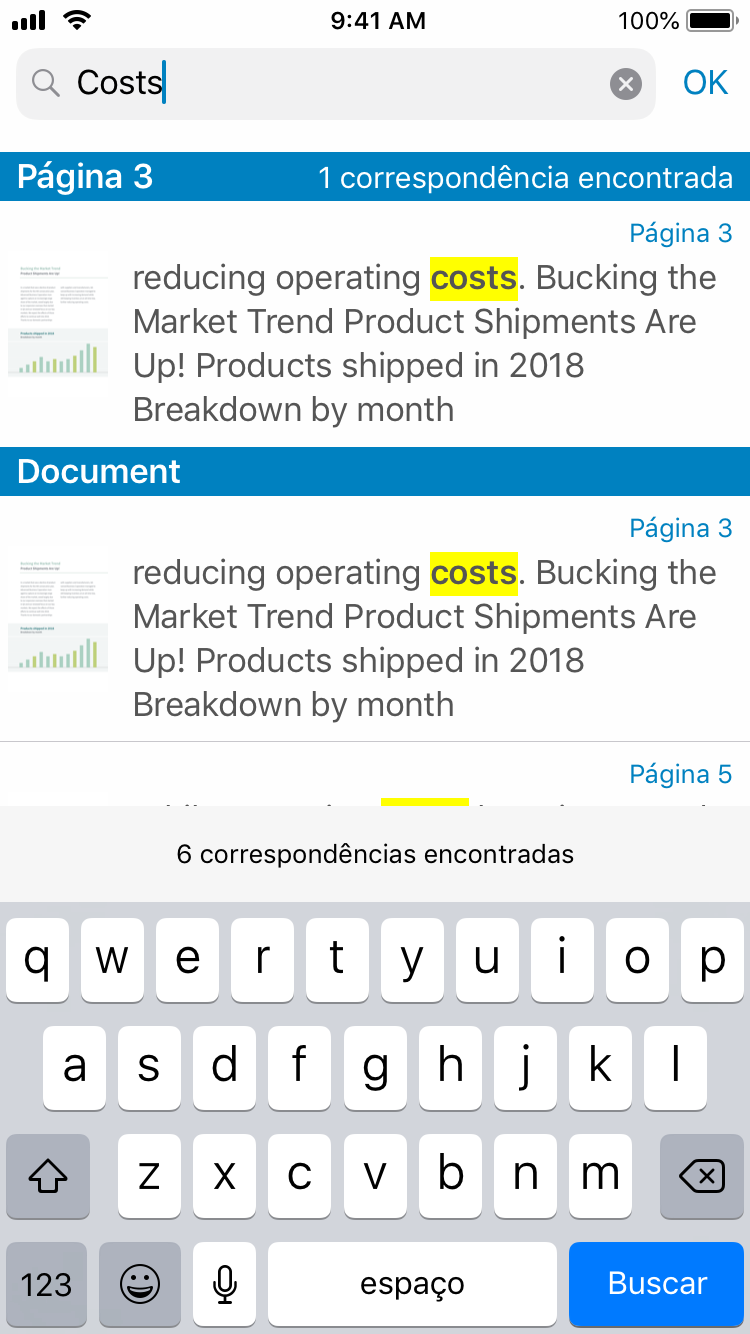 9:41 AM 100%
Costs OK
Página 3 1 correspondência encontrada
Página 3
reducing operating costs. Bucking the
Market Trend Product Shipments Are
Up! Products shipped in 2018
Breakdown by month
Document
Página 3
reducing operating costs. Bucking the
Market Trend Product Shipments Are
Up! Products shipped in 2018
Breakdown by month
Página 5
6 correspondências encontradas
q w e r t y u i o p
a s d f g h j k l
z x c v b n m
123 espaço Buscar